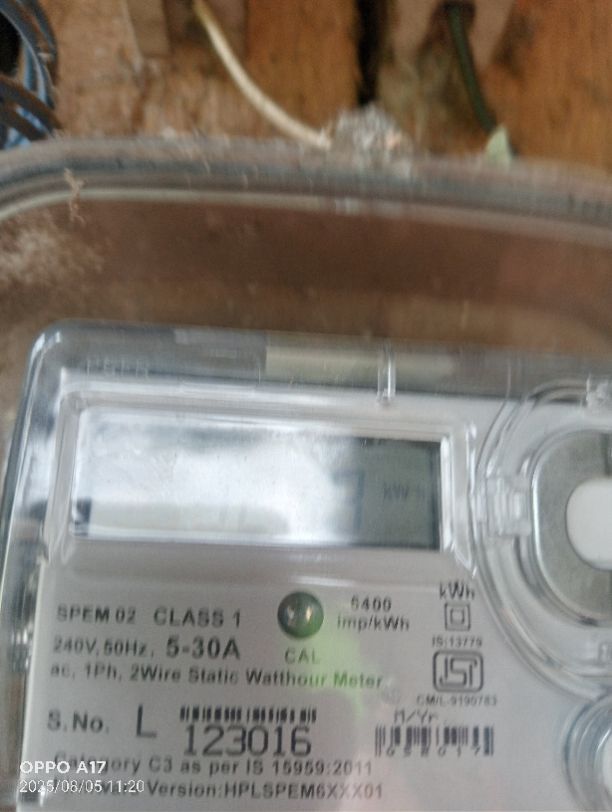 kWh
SPEM 02 CLASS 1
5400
imp/kWh
kWh
240V, 50Hz, 5-30A
CAL
IS:13779
ac, 1Ph, 2Wire Static Watthour Meter
CM/L-9190783
S.No. L 123016
M/Yr
022017
Category C3 as per IS 15959:2011
Version:HPLSPEM6XXX01
OPPO A17
2025/08/05 11:20